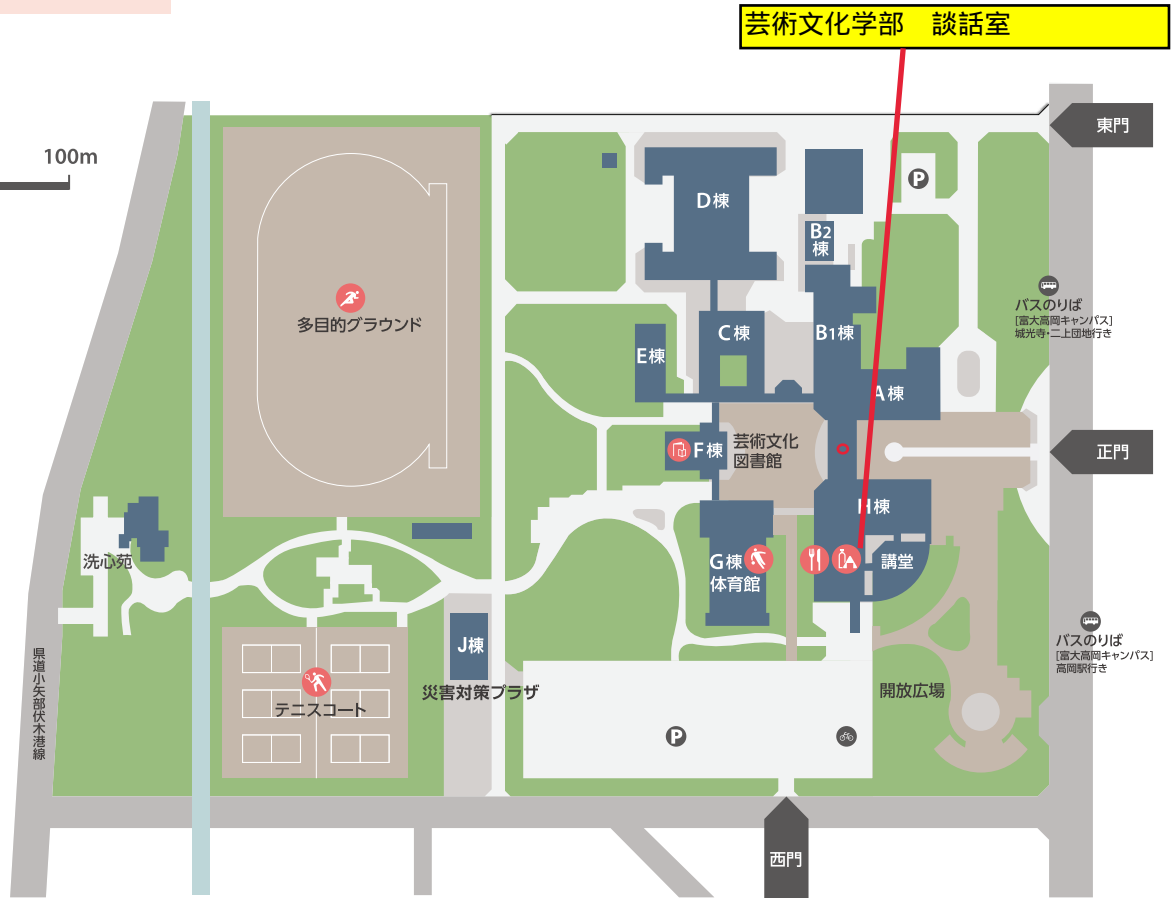 芸術文化学部　談話室
東門
100m
P
D棟
B2
棟
バスのりば
[富大高岡キャンパス]
城光寺・二上団地行き
多目的グラウンド
C棟
B1棟
E棟
A棟
芸術文化
図書館
F棟
正門
H棟
洗心苑
G棟
体育館
講堂
J棟
バスのりば
[富大高岡キャンパス]
高岡駅行き
県道小矢部伏木港線
災害対策プラザ
開放広場
テニスコート
P
西門